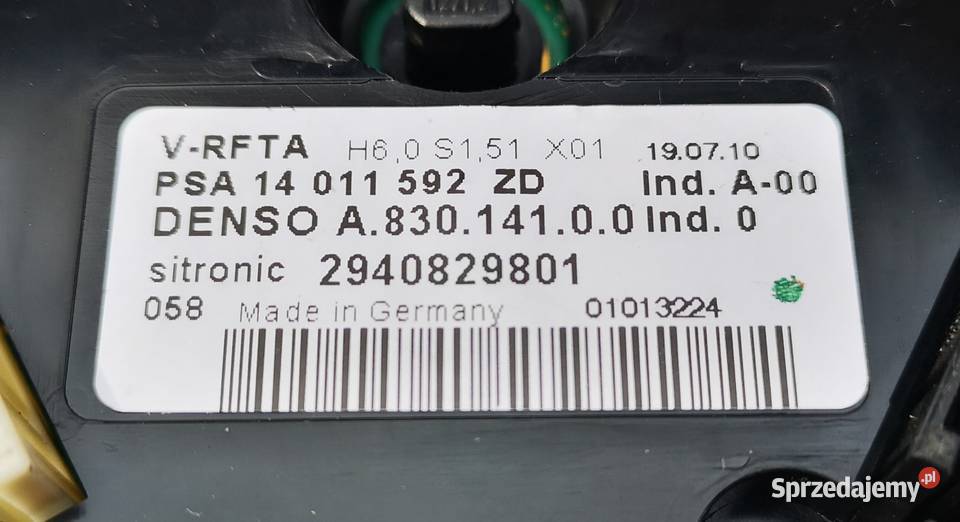 V-RFTA H6,0 S1,51 X01 19.07.10
PSA 14 011 592 ZD Ind. A-00
DENSO A.830.141.0.0 Ind. 0
sitronic 2940829801
058 Made in Germany 01013224
Sprzedajemy.pl